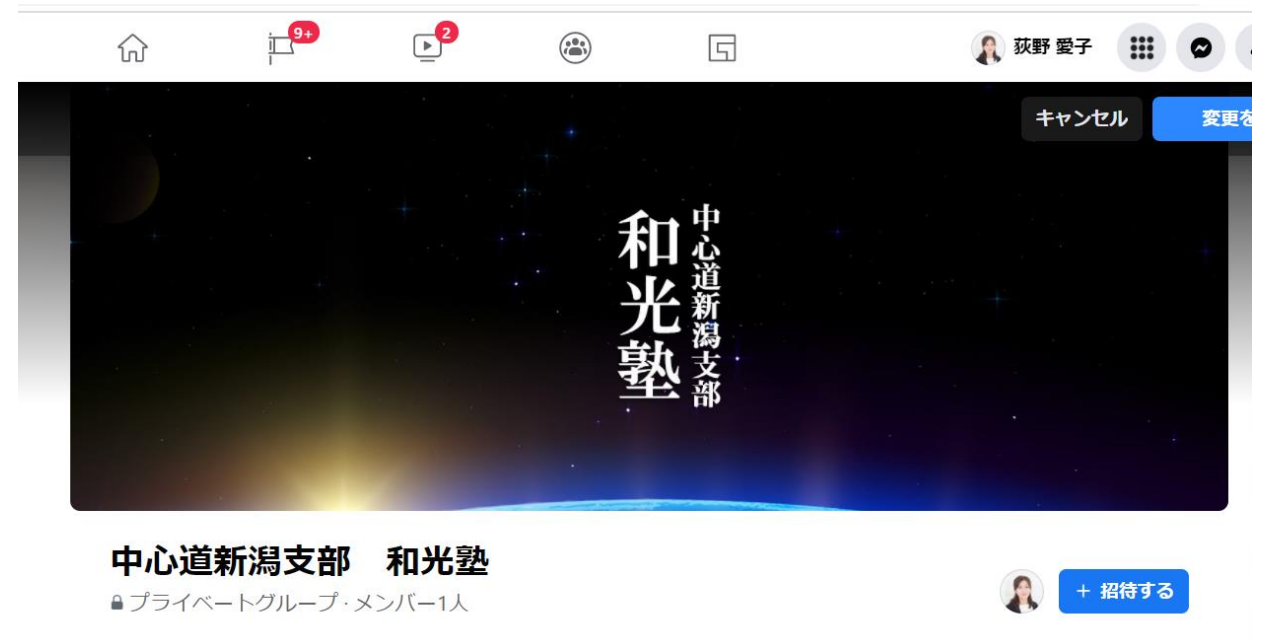 9+
2
荻野 愛子
キャンセル
変更を
中心道新潟支部
和光塾
中心道新潟支部　和光塾
プライベートグループ · メンバー1人
+ 招待する